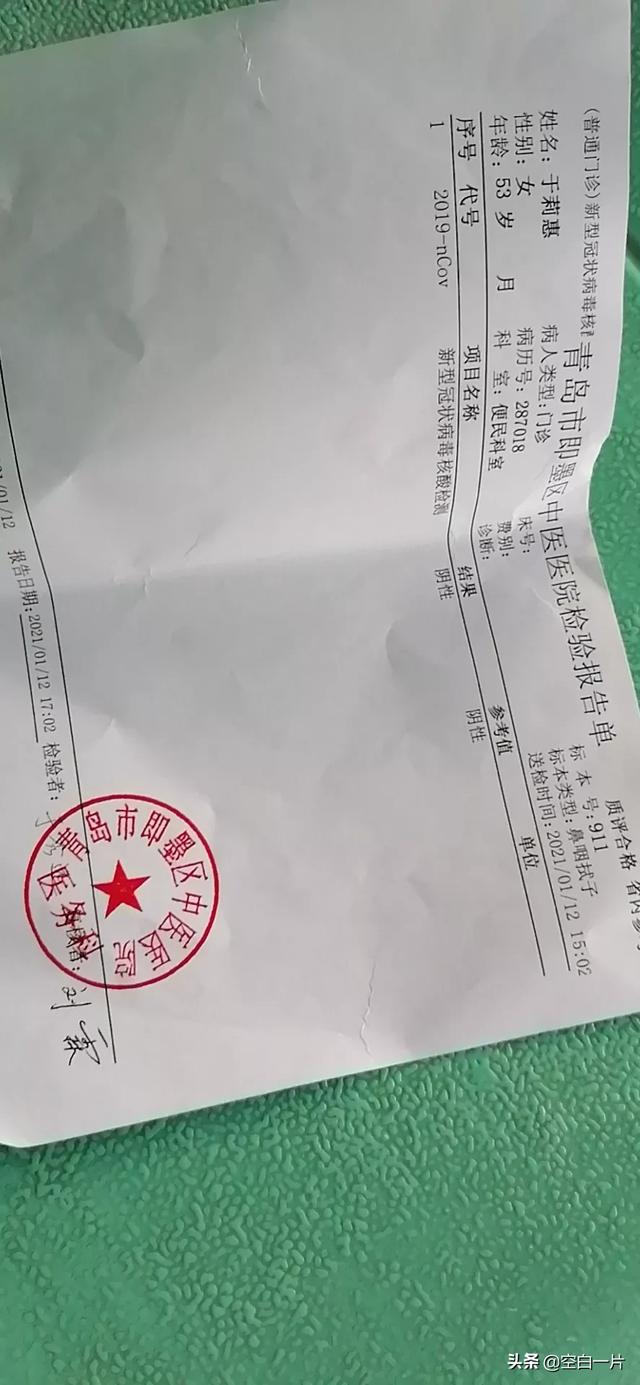 青岛市即墨区中医医院检验报告单
质评合格 省内参
(普通门诊)新型冠状病毒核
标 本 号:911
姓名: 于莉惠 病人类型:门诊 床号: 标本类型:鼻咽拭子
性别: 女 病历号: 287018 费别: 送检时间:2021/01/12 15:02
年龄: 53 岁 月 科 室: 便民科室 诊断:
序号 代号 项目名称 结果 参考值 单位
1 2019-nCov 新型冠状病毒核酸检测 阴性 阴性
01/12 报告日期:2021/01/12 17:02 检验者: 者:
青岛市即墨区中医医院
医务科
头条 @空白一片